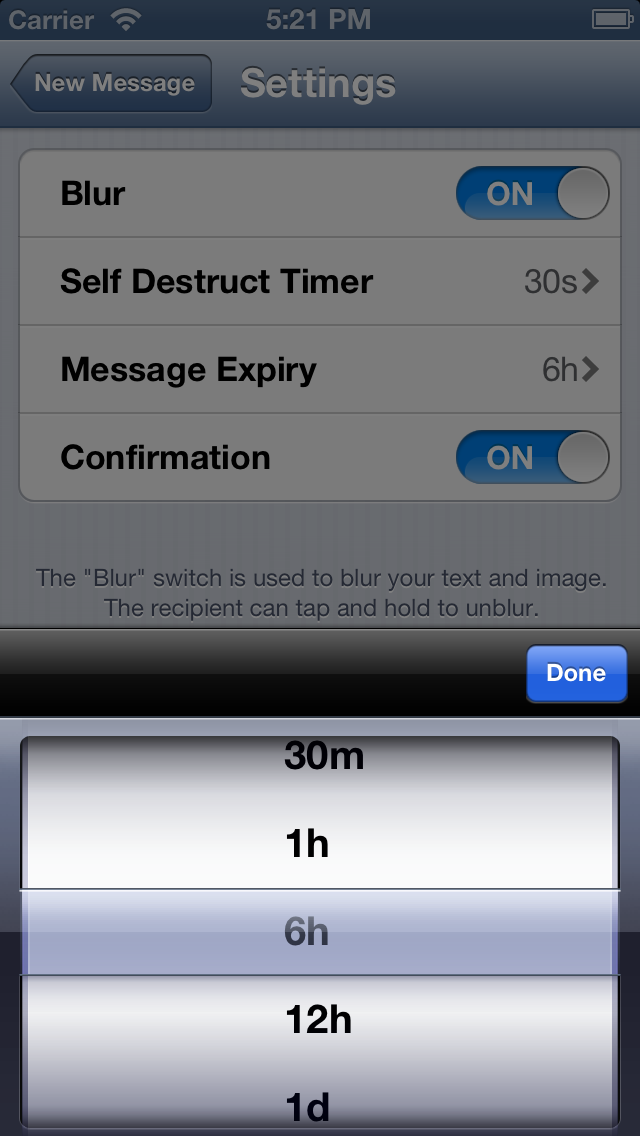 Carrier 5:21 PM
New Message Settings
Blur ON
Self Destruct Timer 30s
Message Expiry 6h
Confirmation ON
The "Blur" switch is used to blur your text and image.
The recipient can tap and hold to unblur.
Done
30m
1h
6h
12h
1d